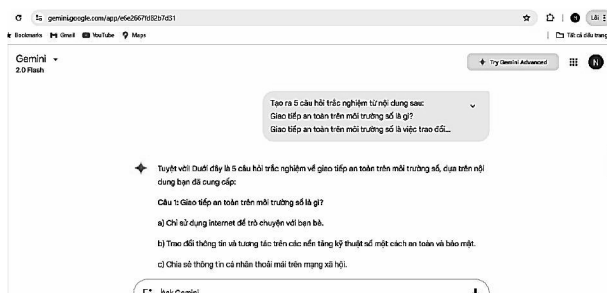 gemini.google.com/app/e6e2667fd82b7d31
Lỗi
Bookmarks Gmail YouTube Maps
Tất cả dấu trang
Gemini
2.0 Flash
Try Gemini Advanced
N
Tạo ra 5 câu hỏi trắc nghiệm từ nội dung sau:
Giao tiếp an toàn trên môi trường số là gì?
Giao tiếp an toàn trên môi trường số là việc trao đổi...
Tuyệt vời! Dưới đây là 5 câu hỏi trắc nghiệm về giao tiếp an toàn trên môi trường số, dựa trên nội
dung bạn đã cung cấp:
Câu 1: Giao tiếp an toàn trên môi trường số là gì?
a) Chỉ sử dụng internet để trò chuyện với bạn bè.
b) Trao đổi thông tin và tương tác trên các nền tảng kỹ thuật số một cách an toàn và bảo mật.
c) Chia sẻ thông tin cá nhân thoải mái trên mạng xã hội.
Ask Gemini